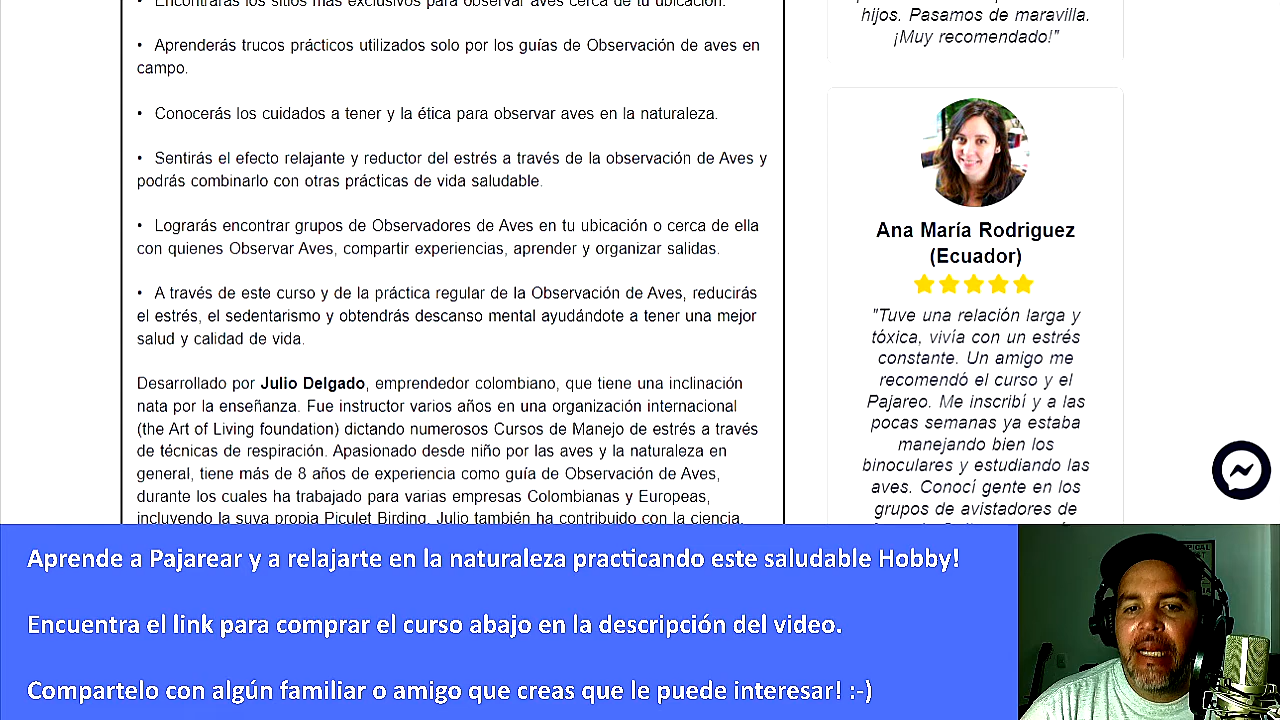 • Encontrarás los sitios más exclusivos para observar aves cerca de tu ubicación.
• Aprenderás trucos prácticos utilizados solo por los guías de Observación de aves en
campo.
• Conocerás los cuidados a tener y la ética para observar aves en la naturaleza.
• Sentirás el efecto relajante y reductor del estrés a través de la observación de Aves y
podrás combinarlo con otras prácticas de vida saludable.
• Lograrás encontrar grupos de Observadores de Aves en tu ubicación o cerca de ella
con quienes Observar Aves, compartir experiencias, aprender y organizar salidas.
• A través de este curso y de la práctica regular de la Observación de Aves, reducirás
el estrés, el sedentarismo y obtendrás descanso mental ayudándote a tener una mejor
salud y calidad de vida.
Desarrollado por Julio Delgado, emprendedor colombiano, que tiene una inclinación
nata por la enseñanza. Fue instructor varios años en una organización internacional
(the Art of Living foundation) dictando numerosos Cursos de Manejo de estrés a través
de técnicas de respiración. Apasionado desde niño por las aves y la naturaleza en
general, tiene más de 8 años de experiencia como guía de Observación de Aves,
durante los cuales ha trabajado para varias empresas Colombianas y Europeas,
incluyendo la suya propia Piculet Birding. Julio también ha contribuido con la ciencia,
hijos. Pasamos de maravilla.
¡Muy recomendado!"
Ana María Rodriguez
(Ecuador)
"Tuve una relación larga y
tóxica, vivía con un estrés
constante. Un amigo me
recomendó el curso y el
Pajareo. Me inscribí y a las
pocas semanas ya estaba
manejando bien los
binoculares y estudiando las
aves. Conocí gente en los
grupos de avistadores de
Aprende a Pajarear y a relajarte en la naturaleza practicando este saludable Hobby!
Encuentra el link para comprar el curso abajo en la descripción del video.
Compartelo con algún familiar o amigo que creas que le puede interesar! :-)